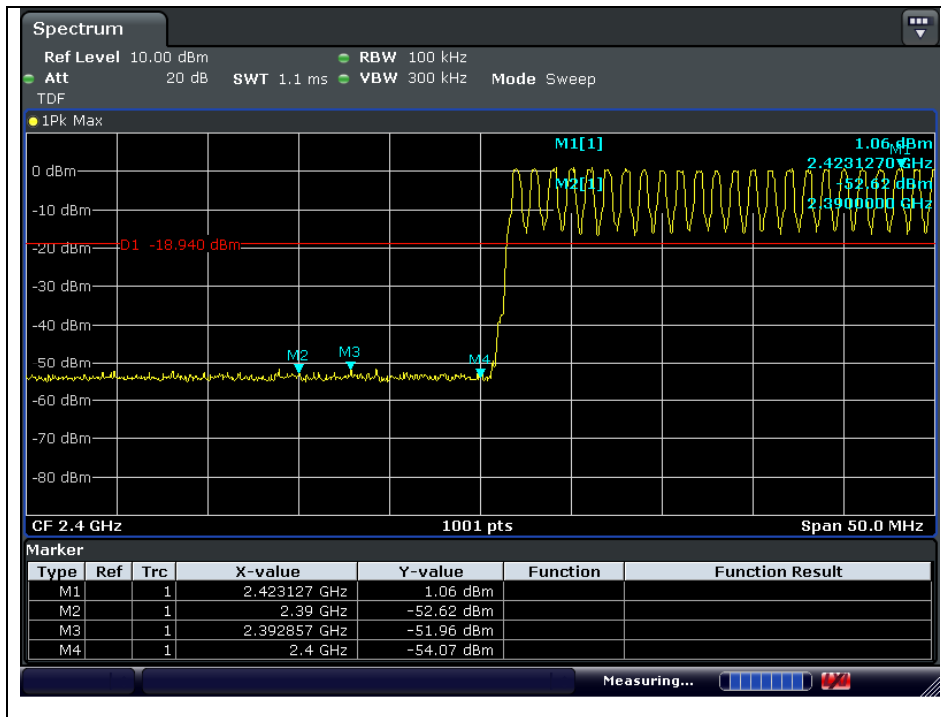 Spectrum
Ref Level 10.00 dBm RBW 100 kHz
Att 20 dB SWT 1.1 ms VBW 300 kHz Mode Sweep
TDF
1Pk Max
M1[1] 1.06 dBm
M1
2.4231270 GHz
0 dBm
M2[1] -52.62 dBm
2.3900000 GHz
-10 dBm
-20 dBm D1 -18.940 dBm
-30 dBm
-40 dBm
M2 M3 M4
-50 dBm
-60 dBm
-70 dBm
-80 dBm
CF 2.4 GHz 1001 pts Span 50.0 MHz
Marker
Type Ref Trc X-value Y-value Function Function Result
M1 1 2.423127 GHz 1.06 dBm
M2 1 2.39 GHz -52.62 dBm
M3 1 2.392857 GHz -51.96 dBm
M4 1 2.4 GHz -54.07 dBm
Measuring...